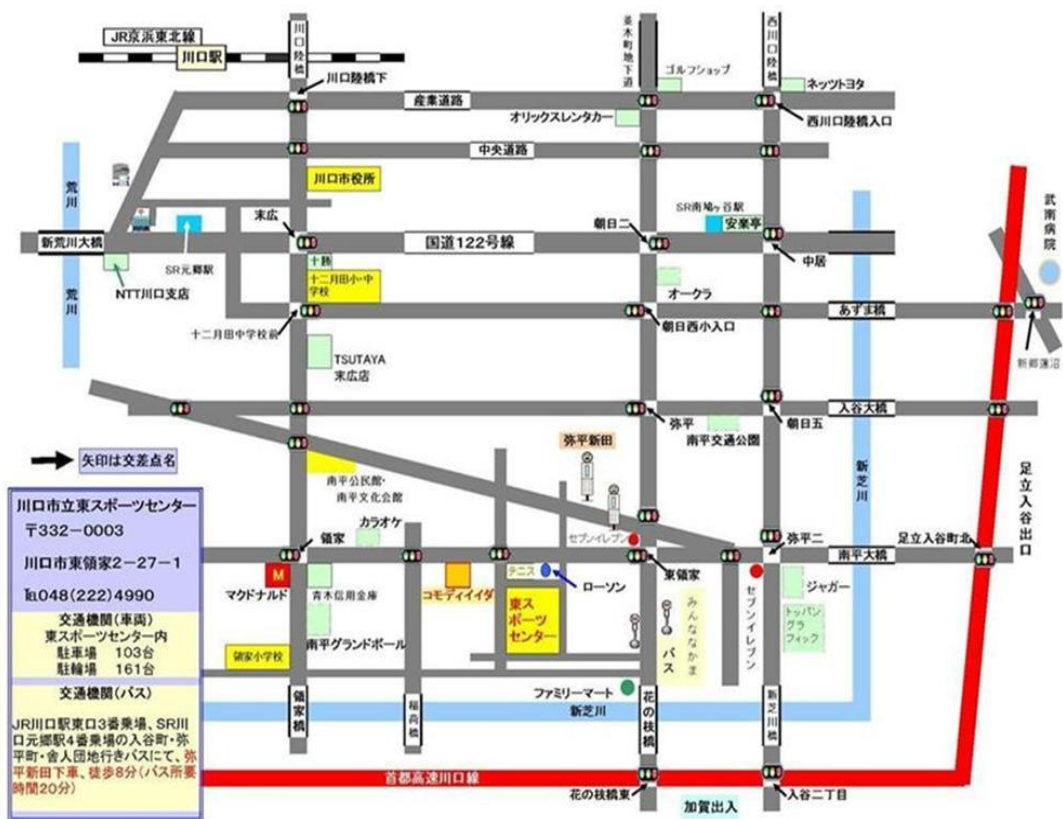 JR京浜東北線
川口駅
川口陸橋
並木町地下道
西川口陸橋
川口陸橋下
ゴルフショップ
ネッツトヨタ
産業道路
オリックスレンタカー
西川口陸橋入口
中央道路
荒川
川口市役所
SR南鳩ヶ谷駅
安楽亭
末広
朝日二
新荒川大橋
国道122号線
中居
武南病院
SR元郷駅
十勝
NTT川口支店
十二月田小・中
学校
オークラ
荒川
あずま橋
十二月田中学校前
朝日西小入口
新郷蓮沼
TSUTAYA
末広店
入谷大橋
弥平
南平交通公園
朝日五
弥平新田
矢印は交差点名
南平公民館・
南平文化会館
新芝川
足立入谷出口
川口市立東スポーツセンター
〒332-0003
川口市東領家2-27-1
℡048(222)4990
交通機関(車両)
東スポーツセンター内
駐車場 103台
駐輪場 161台
交通機関(バス)
JR川口駅東口3番乗場、SR川
口元郷駅4番乗場の入谷町・弥
平町・舎人団地行きバスにて、弥
平新田下車、徒歩8分(バス所要
時間20分)
領家
カラオケ
セブンイレブン
弥平二
足立入谷町北
南平大橋
M
マクドナルド
青木信用金庫
コモディイイダ
テニス
ローソン
東領家
ジャガー
東ス
ポーツ
センター
みんななかま
バス
セブンイレブン
トッパン
グラ
フィック
南平グランドボール
領家小学校
ファミリーマート
領家橋
稲荷橋
新芝川
花の枝橋
新芝川橋
首都高速川口線
花の枝橋東
加賀出入
入谷二丁目